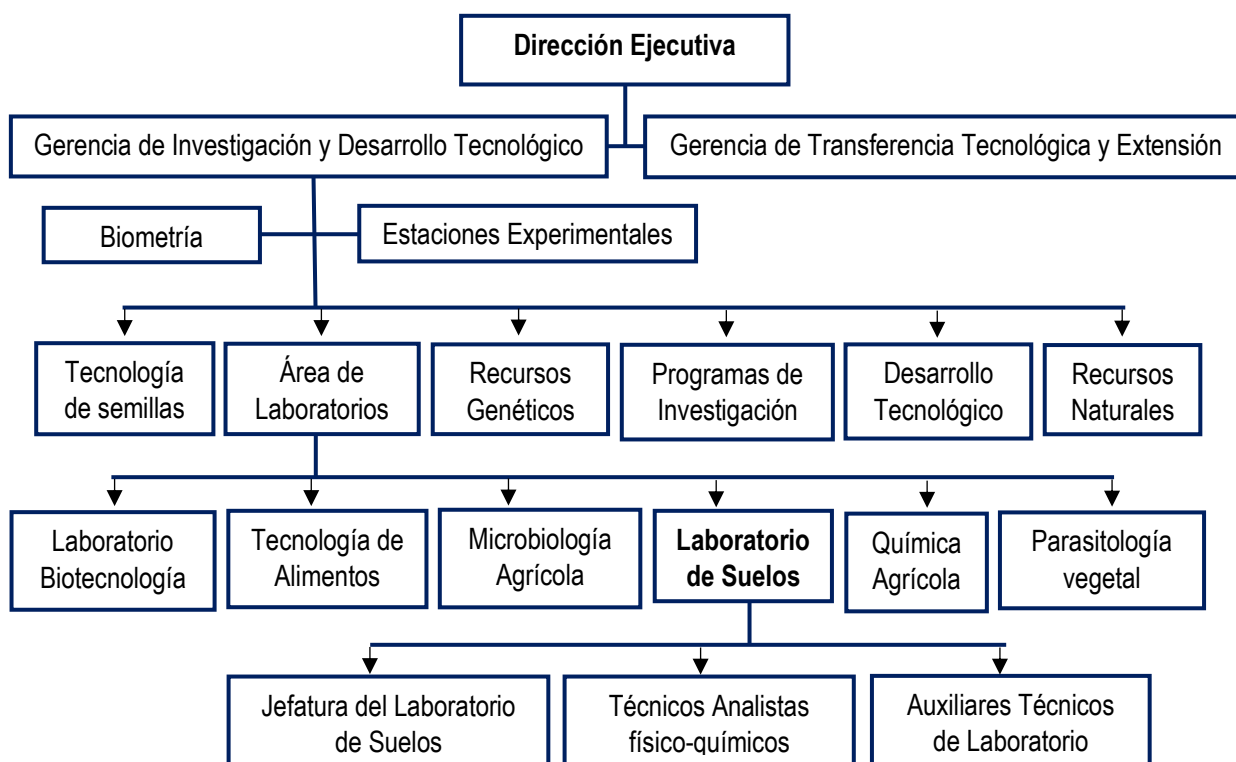 Dirección Ejecutiva
Gerencia de Investigación y Desarrollo Tecnológico
Gerencia de Transferencia Tecnológica y Extensión
Biometría
Estaciones Experimentales
Tecnología
de semillas
Área de
Laboratorios
Recursos
Genéticos
Programas de
Investigación
Desarrollo
Tecnológico
Recursos
Naturales
Laboratorio
Biotecnología
Tecnología de
Alimentos
Microbiología
Agrícola
Laboratorio
de Suelos
Química
Agrícola
Parasitología
vegetal
Jefatura del Laboratorio
de Suelos
Técnicos Analistas
físico-químicos
Auxiliares Técnicos
de Laboratorio